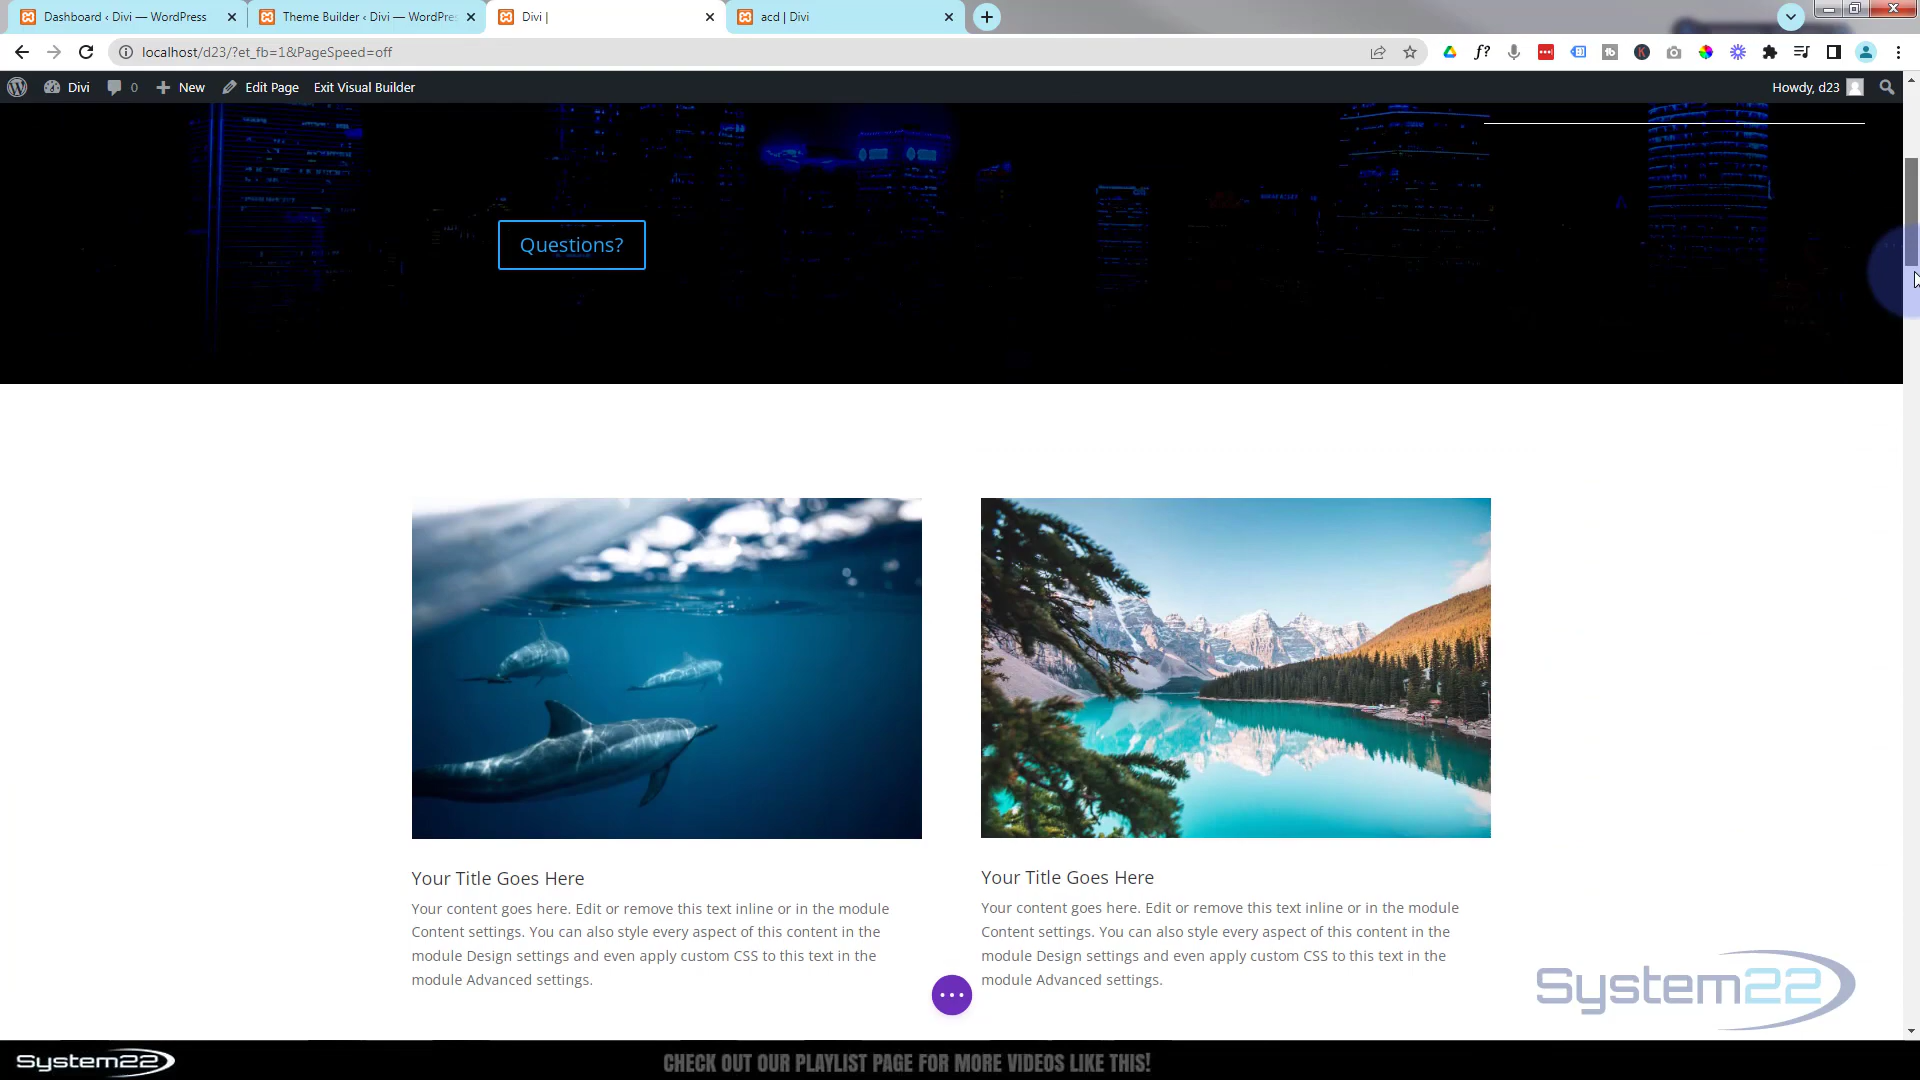 Dashboard ‹ Divi — WordPress
Theme Builder ‹ Divi — WordPre
Divi |
acd | Divi
localhost/d23/?et_fb=1&PageSpeed=off
Divi
0
New
Edit Page
Exit Visual Builder
Howdy, d23
Questions?
Your Title Goes Here
Your content goes here. Edit or remove this text inline or in the module
Content settings. You can also style every aspect of this content in the
module Design settings and even apply custom CSS to this text in the
module Advanced settings.
Your Title Goes Here
Your content goes here. Edit or remove this text inline or in the module
Content settings. You can also style every aspect of this content in the
module Design settings and even apply custom CSS to this text in the
module Advanced settings.
System22
System22
CHECK OUT OUR PLAYLIST PAGE FOR MORE VIDEOS LIKE THIS!